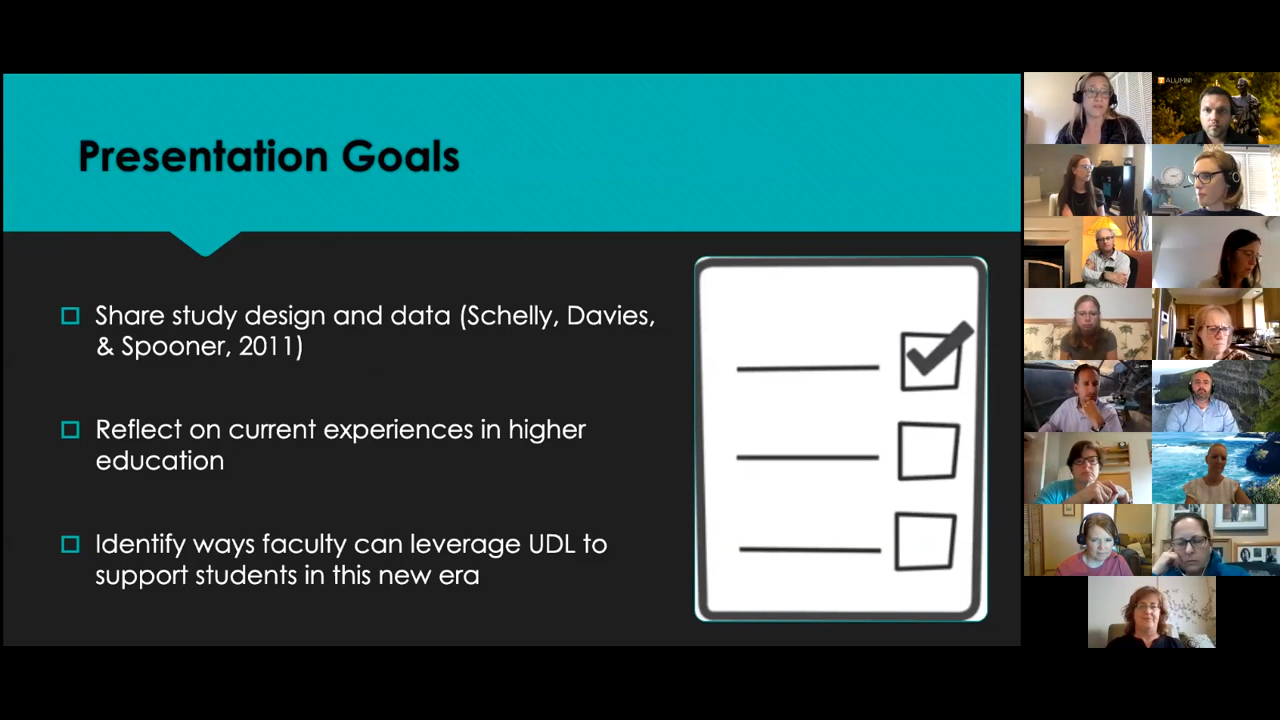 Presentation Goals
Share study design and data (Schelly, Davies,
& Spooner, 2011)
Reflect on current experiences in higher
education
Identify ways faculty can leverage UDL to
support students in this new era
ALUMNI